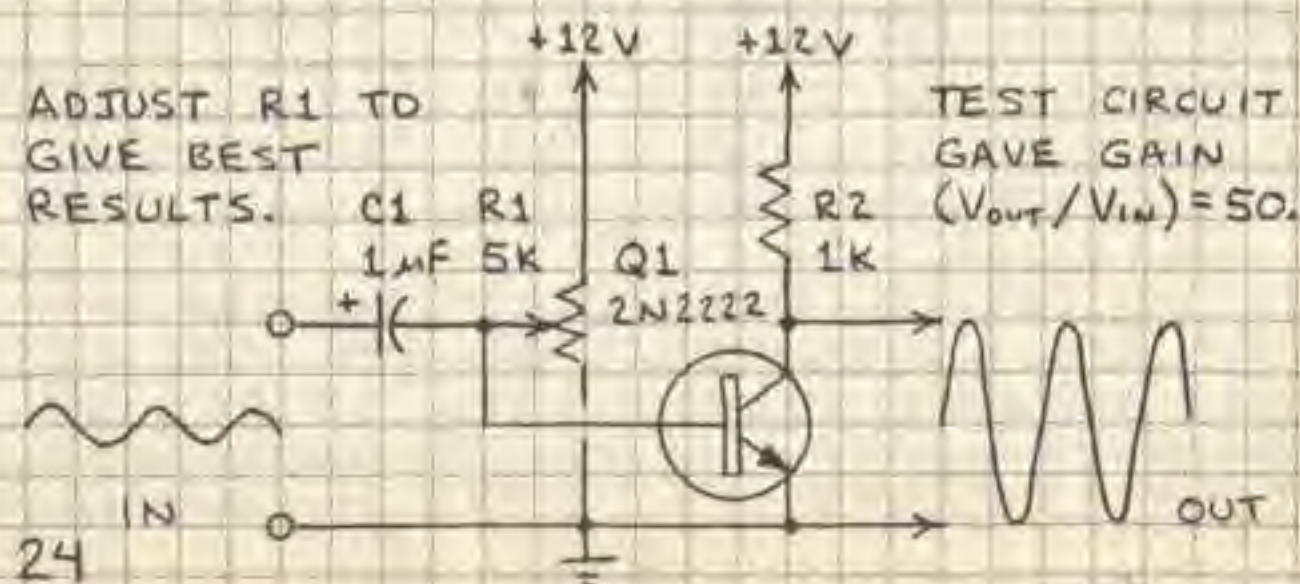 +12V +12V
ADJUST R1 TO
GIVE BEST
RESULTS.
TEST CIRCUIT
GAVE GAIN
(VOUT/VIN)=50.
C1 R1
1µF 5K
+
Q1
2N2222
R2
1K
IN
OUT
24